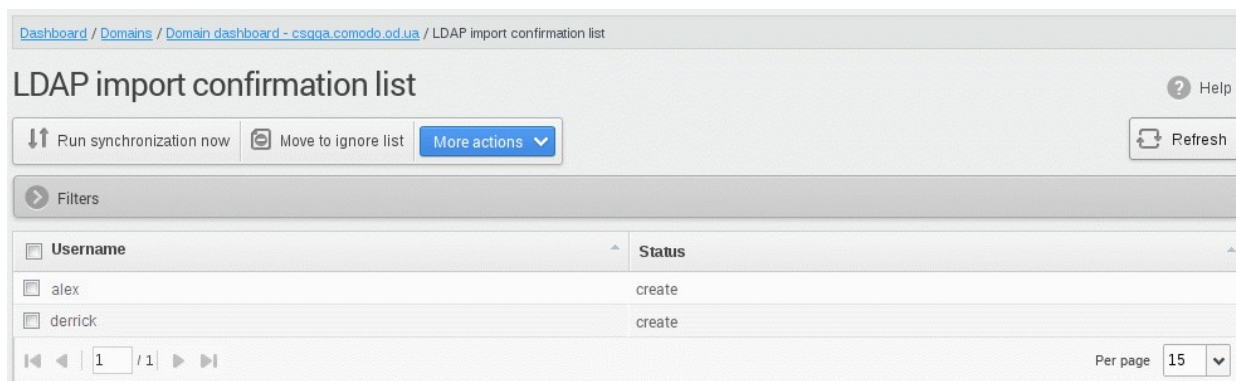 Dashboard / Domains / Domain dashboard - csgqa.comodo.od.ua / LDAP import confirmation list
LDAP import confirmation list
? Help
Run synchronization now Move to ignore list More actions Refresh
Filters
Username Status
alex create
derrick create
1 / 1 Per page 15